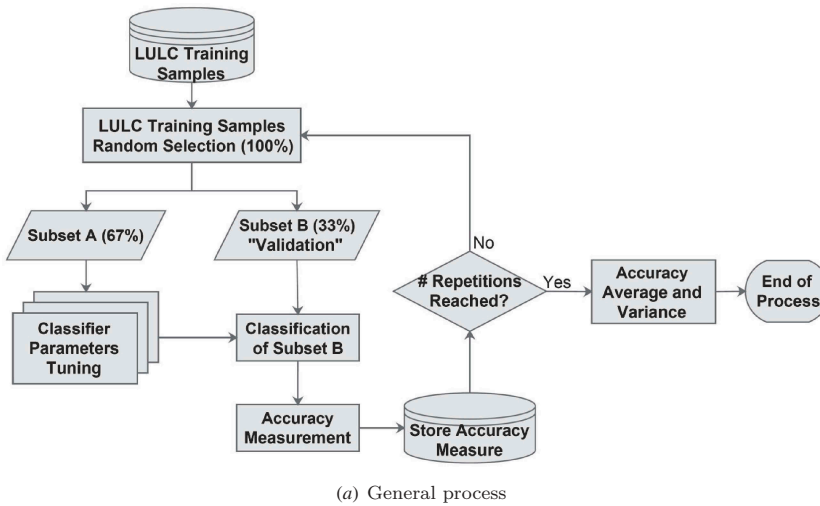 LULC Training
Samples
LULC Training Samples
Random Selection (100%)
Subset A (67%)
Subset B (33%)
"Validation"
Classifier
Parameters
Tuning
Classification
of Subset B
Accuracy
Measurement
Store Accuracy
Measure
# Repetitions
Reached?
No
Yes
Accuracy
Average and
Variance
End of
Process
(a) General process